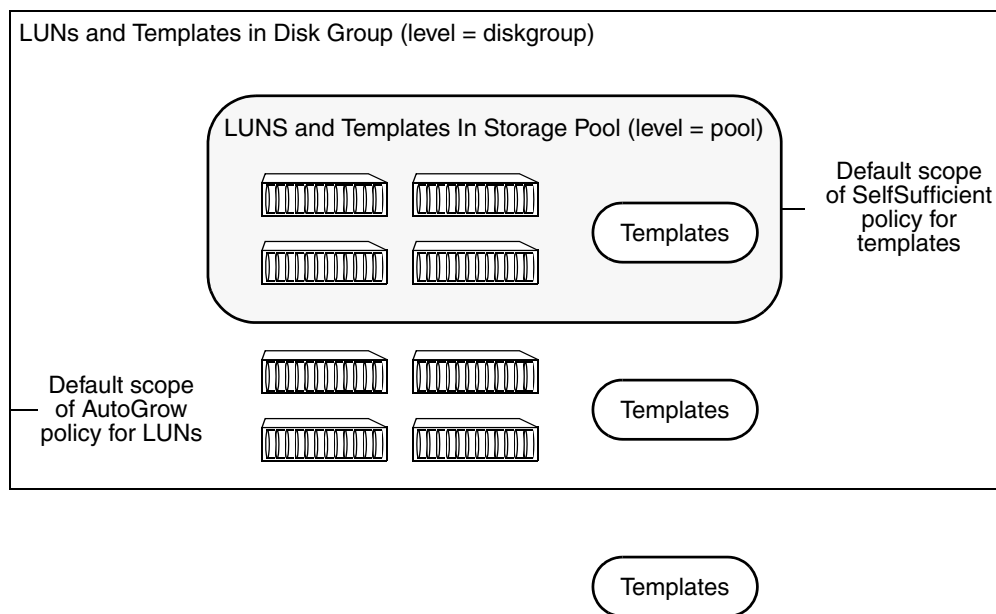 LUNs and Templates in Disk Group (level = diskgroup)
LUNS and Templates In Storage Pool (level = pool)
Default scope
of SelfSufficient
policy for
templates
Templates
Default scope
of AutoGrow
policy for LUNs
Templates
Templates